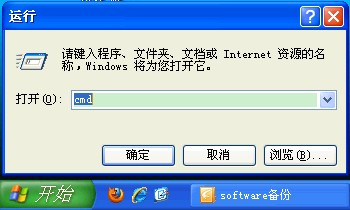 运行
请键入程序、文件夹、文档或 Internet 资源的名
称，Windows 将为您打开它。
打开(O): cmd
确定 取消 浏览(B)...
开始 software备份